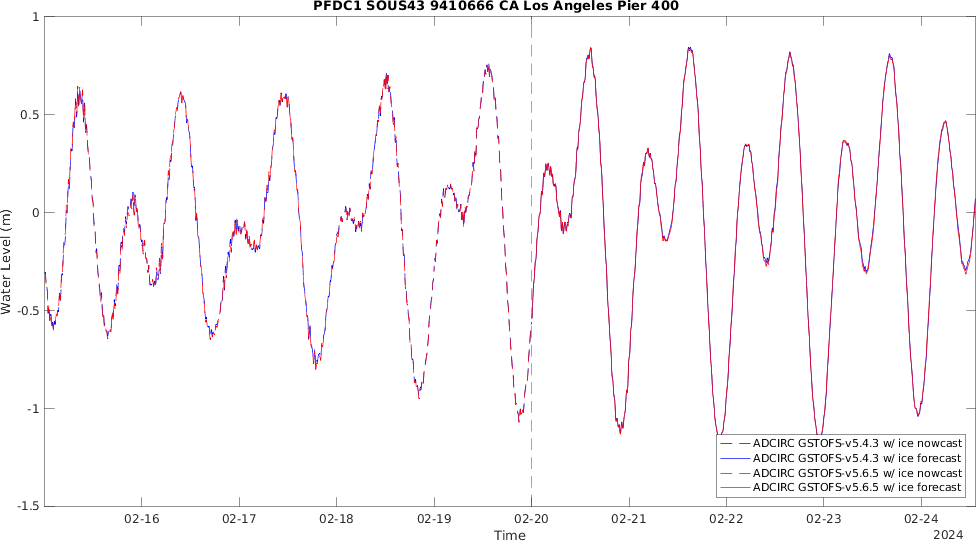 PFDC1 SOUS43 9410666 CA Los Angeles Pier 400
1
0.5
0
-0.5
-1
-1.5
Water Level (m)
ADCIRC GSTOFS-v5.4.3 w/ ice nowcast
ADCIRC GSTOFS-v5.4.3 w/ ice forecast
ADCIRC GSTOFS-v5.6.5 w/ ice nowcast
ADCIRC GSTOFS-v5.6.5 w/ ice forecast
02-16 02-17 02-18 02-19 02-20 02-21 02-22 02-23 02-24
Time
2024